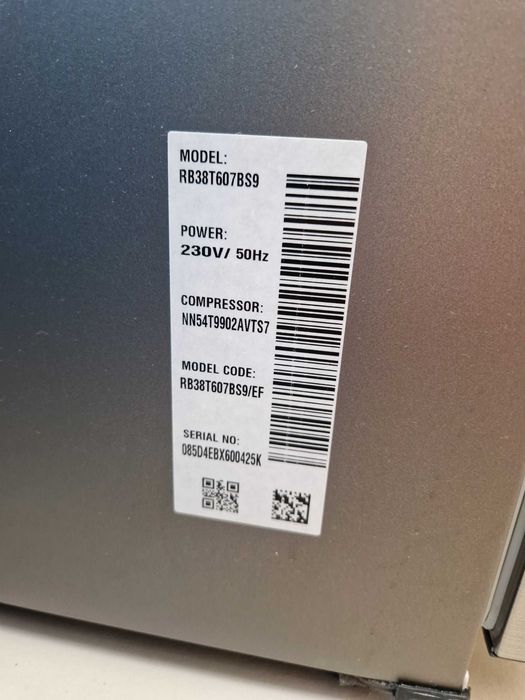 MODEL:
RB38T607BS9
POWER:
230V/ 50Hz
COMPRESSOR:
NN54T9902AVTS7
MODEL CODE:
RB38T607BS9/EF
SERIAL NO:
085D4EBX600425K